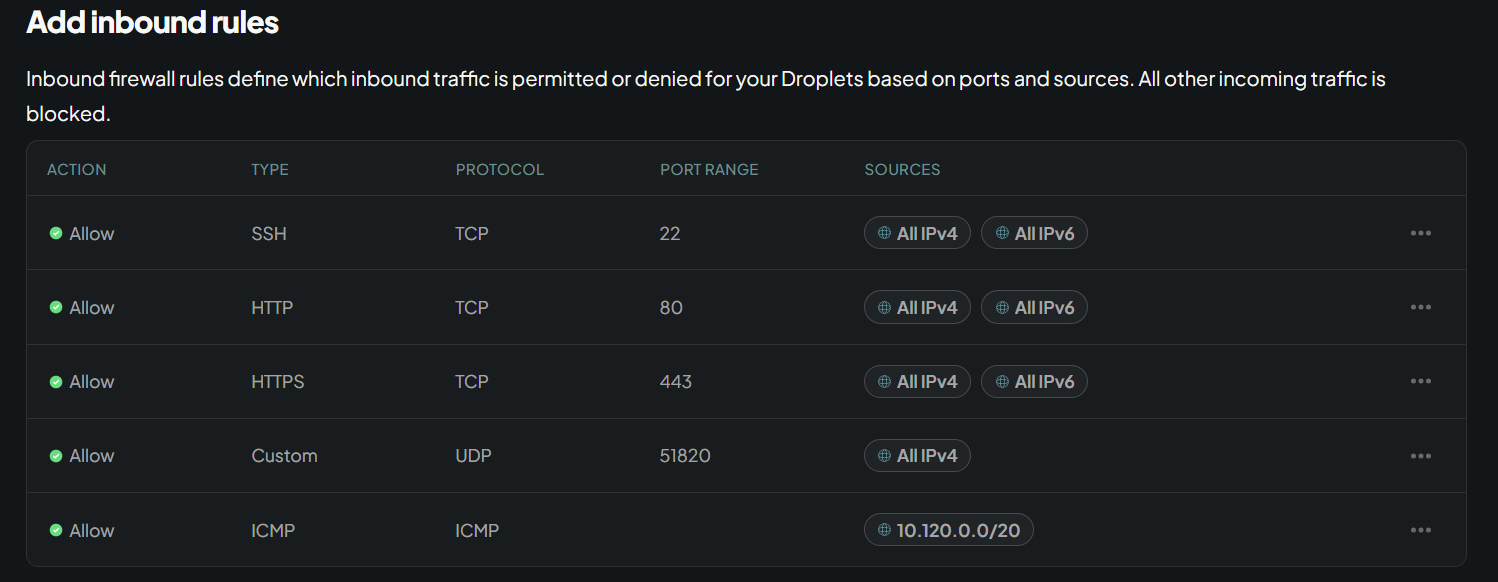 Add inbound rules
Inbound firewall rules define which inbound traffic is permitted or denied for your Droplets based on ports and sources. All other incoming traffic is
blocked.
ACTION TYPE PROTOCOL PORT RANGE SOURCES
Allow SSH TCP 22 All IPv4 All IPv6
Allow HTTP TCP 80 All IPv4 All IPv6
Allow HTTPS TCP 443 All IPv4 All IPv6
Allow Custom UDP 51820 All IPv4
Allow ICMP ICMP 10.120.0.0/20